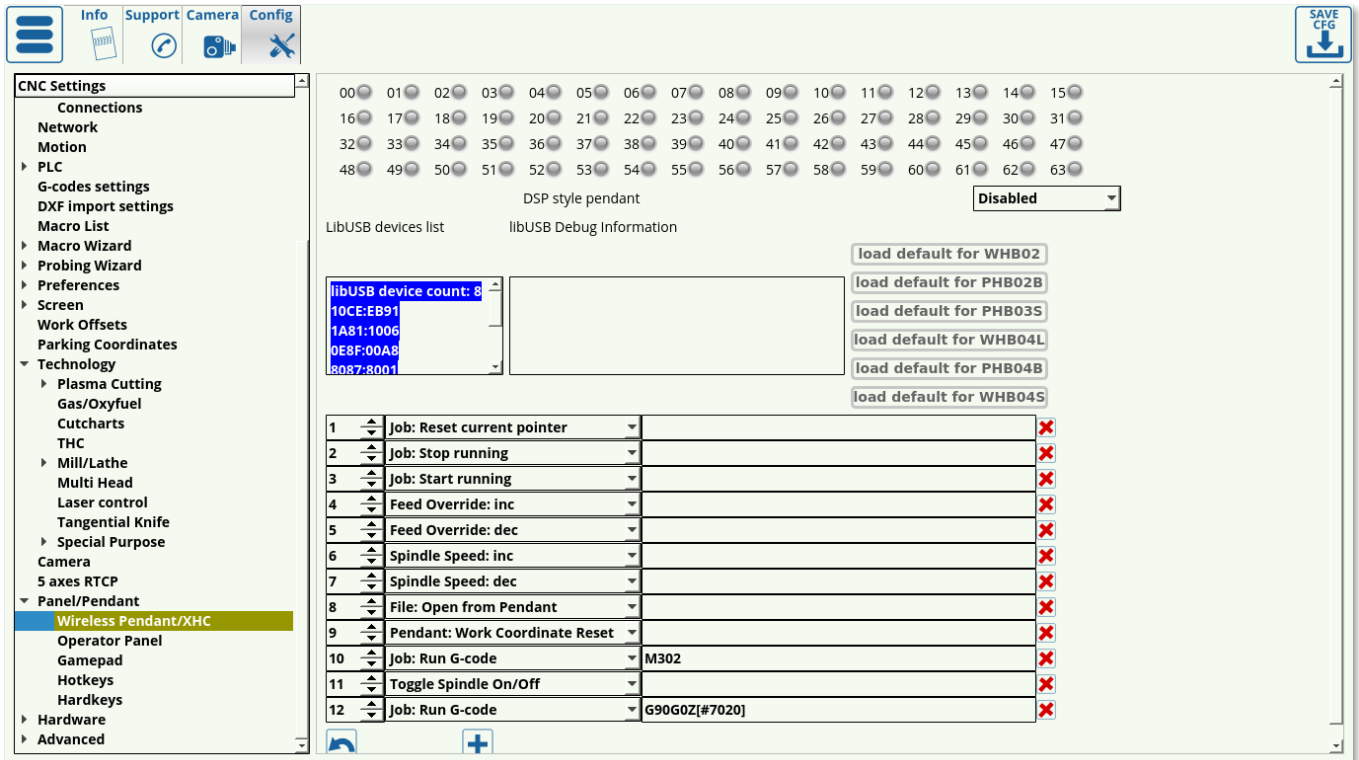 Info Support Camera Config
SAVE
CFG
CNC Settings
Connections
Network
Motion
PLC
G-codes settings
DXF import settings
Macro List
Macro Wizard
Probing Wizard
Preferences
Screen
Work Offsets
Parking Coordinates
Technology
Plasma Cutting
Gas/Oxyfuel
Cutcharts
THC
Mill/Lathe
Multi Head
Laser control
Tangential Knife
Special Purpose
Camera
5 axes RTCP
Panel/Pendant
Wireless Pendant/XHC
Operator Panel
Gamepad
Hotkeys
Hardkeys
Hardware
Advanced
00 01 02 03 04 05 06 07 08 09 10 11 12 13 14 15
16 17 18 19 20 21 22 23 24 25 26 27 28 29 30 31
32 33 34 35 36 37 38 39 40 41 42 43 44 45 46 47
48 49 50 51 52 53 54 55 56 57 58 59 60 61 62 63
DSP style pendant Disabled
LibUSB devices list libUSB Debug Information
libUSB device count: 8
10CE:EB91
1A81:1006
0E8F:00A8
8087:8001
load default for WHB02
load default for PHB02B
load default for PHB03S
load default for WHB04L
load default for PHB04B
load default for WHB04S
1 Job: Reset current pointer
2 Job: Stop running
3 Job: Start running
4 Feed Override: inc
5 Feed Override: dec
6 Spindle Speed: inc
7 Spindle Speed: dec
8 File: Open from Pendant
9 Pendant: Work Coordinate Reset
10 Job: Run G-code M302
11 Toggle Spindle On/Off
12 Job: Run G-code G90G0Z[#7020]